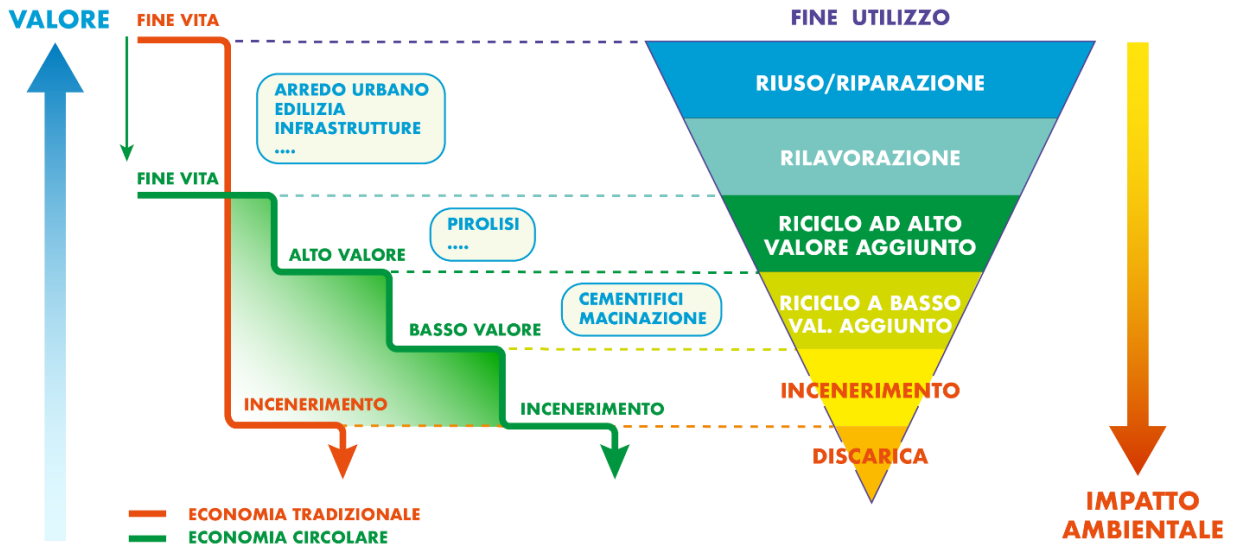 VALORE
FINE VITA
FINE UTILIZZO
ARREDO URBANO
EDILIZIA
INFRASTRUTTURE
....
RIUSO/RIPARAZIONE
RILAVORAZIONE
FINE VITA
PIROLISI
....
RICICLO AD ALTO
VALORE AGGIUNTO
ALTO VALORE
CEMENTIFICI
MACINAZIONE
RICICLO A BASSO
VAL. AGGIUNTO
BASSO VALORE
INCENERIMENTO
INCENERIMENTO
INCENERIMENTO
DISCARICA
IMPATTO
AMBIENTALE
ECONOMIA TRADIZIONALE
ECONOMIA CIRCOLARE